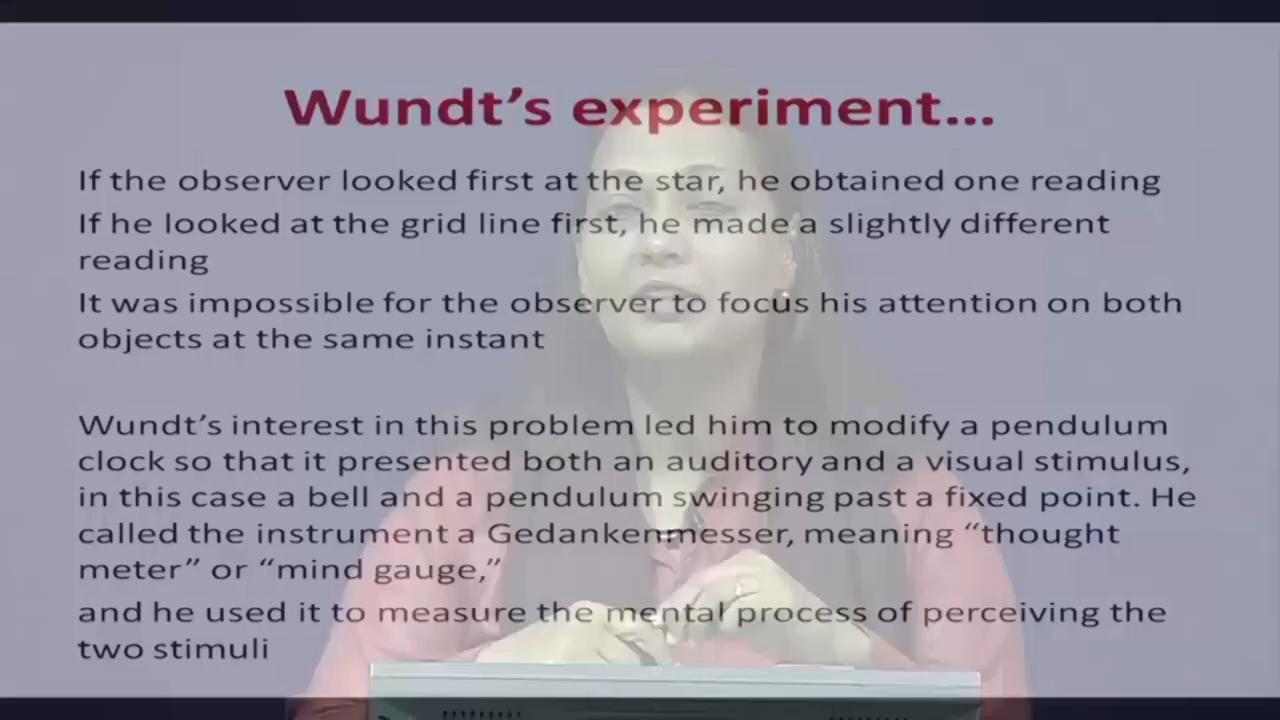 Wundt's experiment...
If the observer looked first at the star, he obtained one reading
If he looked at the grid line first, he made a slightly different
reading
It was impossible for the observer to focus his attention on both
objects at the same instant
Wundt's interest in this problem led him to modify a pendulum
clock so that it presented both an auditory and a visual stimulus,
in this case a bell and a pendulum swinging past a fixed point. He
called the instrument a Gedankenmesser, meaning “thought
meter” or “mind gauge,”
and he used it to measure the mental process of perceiving the
two stimuli